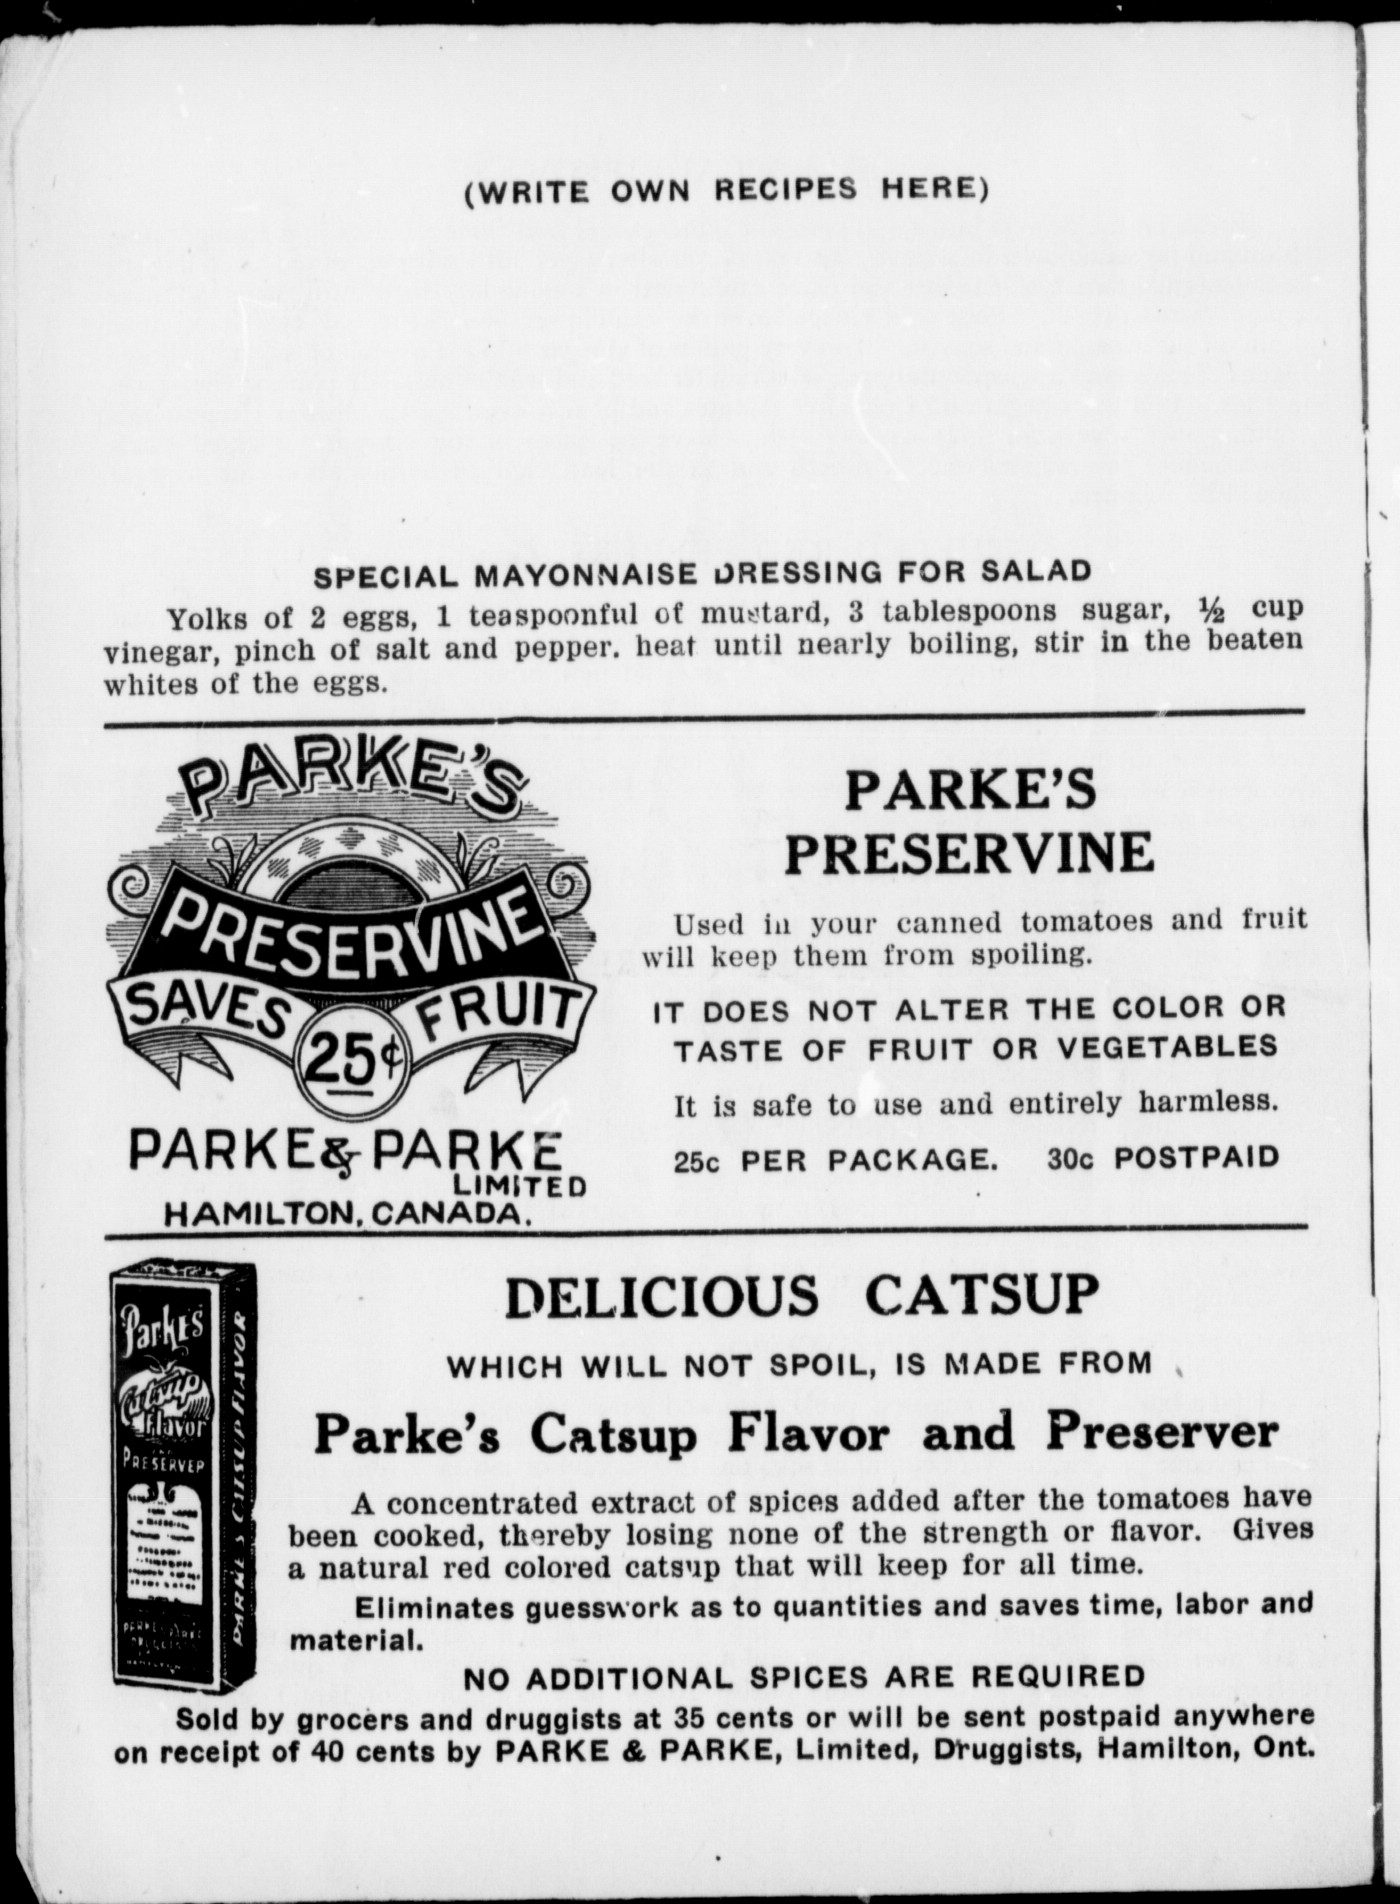 (WRITE OWN RECIPES HERE)
SPECIAL MAYONNAISE DRESSING FOR SALAD
Yolks of 2 eggs, 1 teaspoonful of mustard, 3 tablespoons sugar, ½ cup
vinegar, pinch of salt and pepper. heat until nearly boiling, stir in the beaten
whites of the eggs.
PARKE'S
PRESERVINE
SAVES FRUIT
25¢
PARKE & PARKE
LIMITED
HAMILTON, CANADA.
PARKE'S
PRESERVINE
Used in your canned tomatoes and fruit
will keep them from spoiling.
IT DOES NOT ALTER THE COLOR OR
TASTE OF FRUIT OR VEGETABLES
It is safe to use and entirely harmless.
25c PER PACKAGE. 30c POSTPAID
Parke's
Catsup
Flavor
PRESERVER
PARKE'S CATSUP FLAVOR
DELICIOUS CATSUP
WHICH WILL NOT SPOIL, IS MADE FROM
Parke's Catsup Flavor and Preserver
A concentrated extract of spices added after the tomatoes have
been cooked, thereby losing none of the strength or flavor. Gives
a natural red colored catsup that will keep for all time.
Eliminates guesswork as to quantities and saves time, labor and
material.
NO ADDITIONAL SPICES ARE REQUIRED
Sold by grocers and druggists at 35 cents or will be sent postpaid anywhere
on receipt of 40 cents by PARKE & PARKE, Limited, Druggists, Hamilton, Ont.